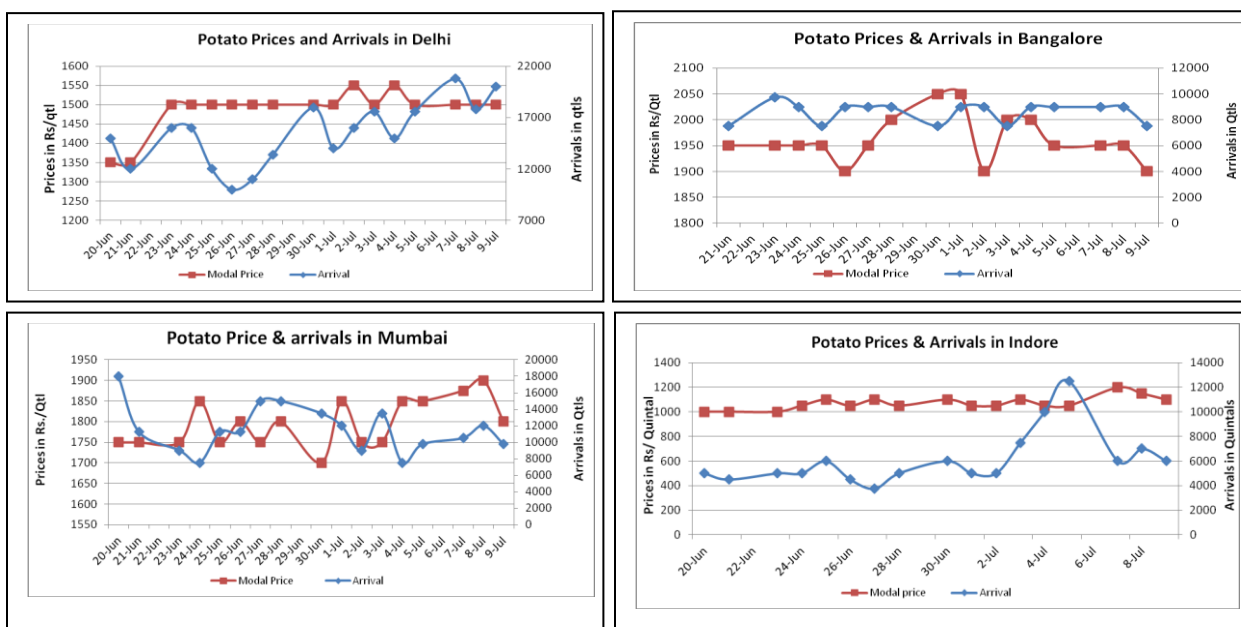 Potato Prices and Arrivals in Delhi
Prices in Rs/qtl
1600
1550
1500
1450
1400
1350
1300
1250
1200
22000
17000
12000
7000
Arrivals in qtls
20-Jun
21-Jun
22-Jun
23-Jun
24-Jun
25-Jun
26-Jun
27-Jun
28-Jun
29-Jun
30-Jun
1-Jul
2-Jul
3-Jul
4-Jul
5-Jul
6-Jul
7-Jul
8-Jul
9-Jul
Modal Price Arrival
Potato Prices & Arrivals in Bangalore
Prices in Rs/Qtl
2100
2050
2000
1950
1900
1850
1800
12000
10000
8000
6000
4000
2000
0
Arrivals in Qtls
21-Jun
22-Jun
23-Jun
24-Jun
25-Jun
26-Jun
27-Jun
28-Jun
29-Jun
30-Jun
1-Jul
2-Jul
3-Jul
4-Jul
5-Jul
6-Jul
7-Jul
8-Jul
9-Jul
Modal Price Arrival
Potato Price & arrivals in Mumbai
Prices in Rs,/Qtl
1950
1900
1850
1800
1750
1700
1650
1600
1550
20000
18000
16000
14000
12000
10000
8000
6000
4000
2000
0
Arrivals in Qtls
20-Jun
21-Jun
22-Jun
23-Jun
24-Jun
25-Jun
26-Jun
27-Jun
28-Jun
29-Jun
30-Jun
1-Jul
2-Jul
3-Jul
4-Jul
5-Jul
6-Jul
7-Jul
8-Jul
9-Jul
Modal Price Arrival
Potato Prices & Arrivals in Indore
Prices in Rs/ Quintal
1400
1200
1000
800
600
400
200
0
14000
12000
10000
8000
6000
4000
2000
0
Arrivals in Quintals
20-Jun
22-Jun
24-Jun
26-Jun
28-Jun
30-Jun
2-Jul
4-Jul
6-Jul
8-Jul
Modal price Arrival